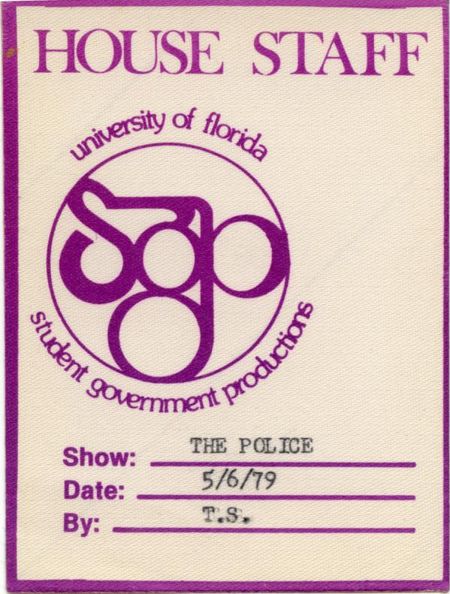 HOUSE STAFF
university of florida
sgp
student government productions
Show: THE POLICE
Date: 5/6/79
By: T.S.